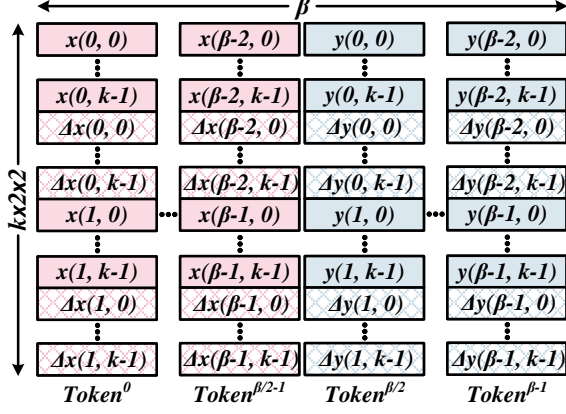 β
x(0, 0) x(β-2, 0) y(0, 0) y(β-2, 0)
x(0, k-1) x(β-2, k-1) y(0, k-1) y(β-2, k-1)
Δx(0, 0) Δx(β-2, 0) Δy(0, 0) Δy(β-2, 0)
kx2x2
Δx(0, k-1) Δx(β-2, k-1) Δy(0, k-1) Δy(β-2, k-1)
x(1, 0) x(β-1, 0) y(1, 0) y(β-1, 0)
x(1, k-1) x(β-1, k-1) y(1, k-1) y(β-1, k-1)
Δx(1, 0) Δx(β-1, 0) Δy(1, 0) Δy(β-1, 0)
Δx(1, k-1) Δx(β-1, k-1) Δy(1, k-1) Δy(β-1, k-1)
Token⁰ Token^β/2-1 Token^β/2 Token^β-1